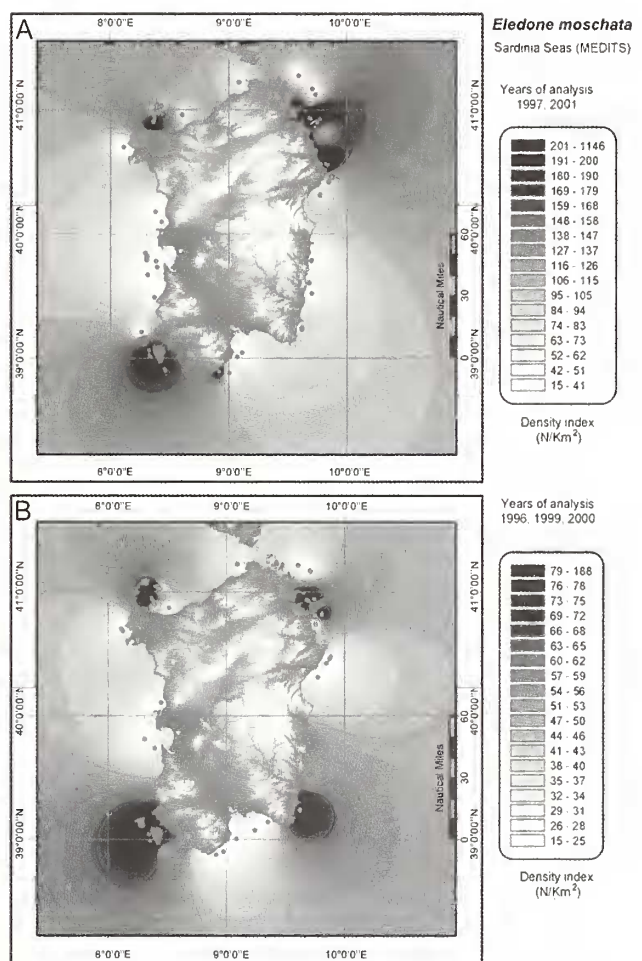 A
8°0'0"E 9°0'0"E 10°0'0"E
41°0'00"N
40°0'00"N
39°0'00"N
60
30
0
Nautical Miles
8°0'0"E 9°0'0"E 10°0'0"E
Eledone moschata
Sardinia Seas (MEDITS)
Years of analysis
1997, 2001
201 - 1146
191 - 200
180 - 190
169 - 179
159 - 168
148 - 158
138 - 147
127 - 137
116 - 126
106 - 115
95 - 105
84 - 94
74 - 83
63 - 73
52 - 62
42 - 51
15 - 41
Density index
(N/Km²)
B
8°0'0"E 9°0'0"E 10°0'0"E
41°0'00"N
40°0'00"N
39°0'00"N
60
30
0
Nautical Miles
8°0'0"E 9°0'0"E 10°0'0"E
Years of analysis
1996, 1999, 2000
79 - 188
76 - 78
73 - 75
69 - 72
66 - 68
63 - 65
60 - 62
57 - 59
54 - 56
51 - 53
47 - 50
44 - 46
41 - 43
38 - 40
35 - 37
32 - 34
29 - 31
26 - 28
15 - 25
Density index
(N/Km²)